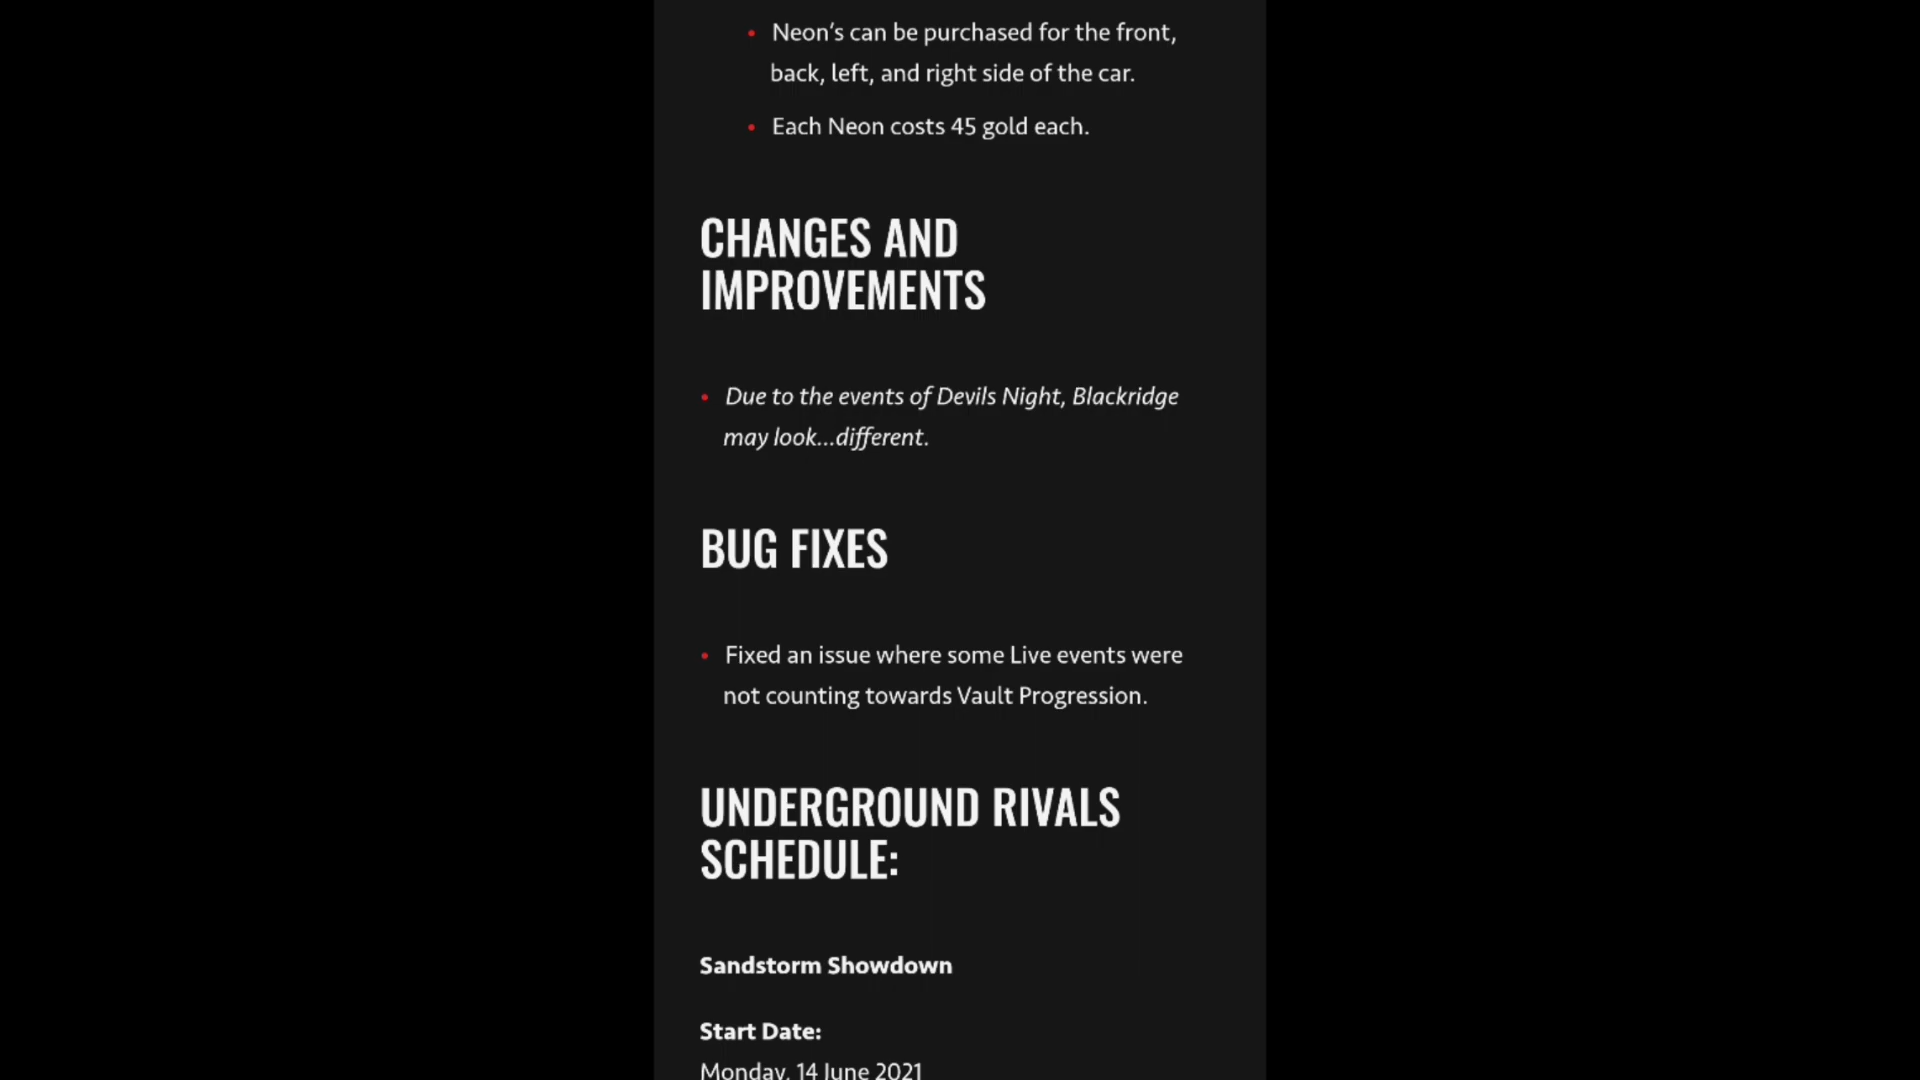 • Neon's can be purchased for the front,
back, left, and right side of the car.
• Each Neon costs 45 gold each.
CHANGES AND
IMPROVEMENTS
• Due to the events of Devils Night, Blackridge
may look...different.
BUG FIXES
• Fixed an issue where some Live events were
not counting towards Vault Progression.
UNDERGROUND RIVALS
SCHEDULE:
Sandstorm Showdown
Start Date:
Monday, 14 June 2021